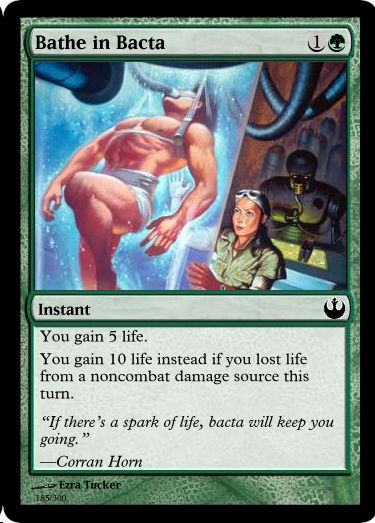 Bathe in Bacta 1
Instant
You gain 5 life.
You gain 10 life instead if you lost life
from a noncombat damage source this
turn.
“If there's a spark of life, bacta will keep you
going.”
—Corran Horn
Ezra Tucker
185/300